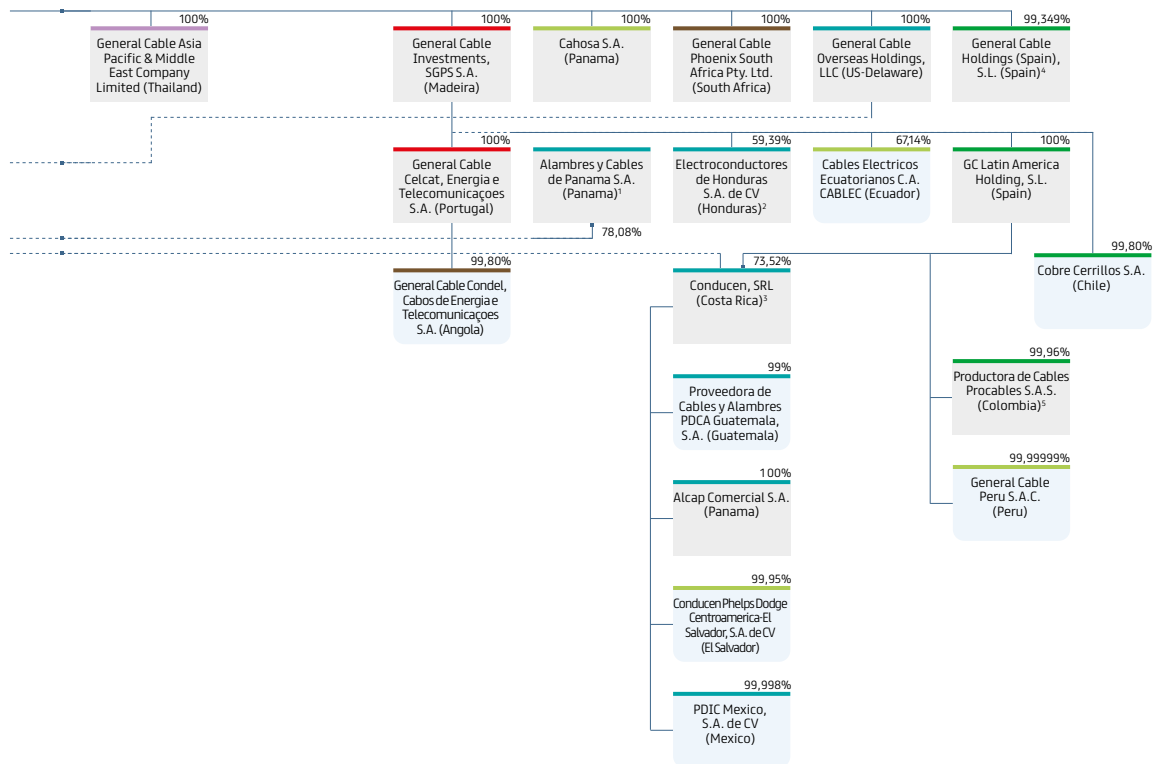 100%
General Cable Asia
Pacific & Middle
East Company
Limited (Thailand)
100%
General Cable
Investments,
SGPS S.A.
(Madeira)
100%
Cahosa S.A.
(Panama)
100%
General Cable
Phoenix South
Africa Pty. Ltd.
(South Africa)
100%
General Cable
Overseas Holdings,
LLC (US-Delaware)
99,349%
General Cable
Holdings (Spain),
S.L. (Spain)⁴
100%
General Cable
Celcat, Energia e
Telecomunicaçoes
S.A. (Portugal)
Alambres y Cables
de Panama S.A.
(Panama)¹
78,08%
59,39%
Electroconductores
de Honduras
S.A. de CV
(Honduras)²
67,14%
Cables Electricos
Ecuatorianos C.A.
CABLEC (Ecuador)
100%
GC Latin America
Holding, S.L.
(Spain)
99,80%
Cobre Cerrillos S.A.
(Chile)
99,80%
General Cable Condel,
Cabos de Energia e
Telecomunicaçoes
S.A. (Angola)
73,52%
Conducen, SRL
(Costa Rica)³
99%
Proveedora de
Cables y Alambres
PDCA Guatemala,
S.A. (Guatemala)
100%
Alcap Comercial S.A.
(Panama)
99,95%
Conducen Phelps Dodge
Centroamerica-El
Salvador, S.A. de CV
(El Salvador)
99,998%
PDIC Mexico,
S.A. de CV
(Mexico)
99,96%
Productora de Cables
Procables S.A.S.
(Colombia)⁵
99,99999%
General Cable
Peru S.A.C.
(Peru)